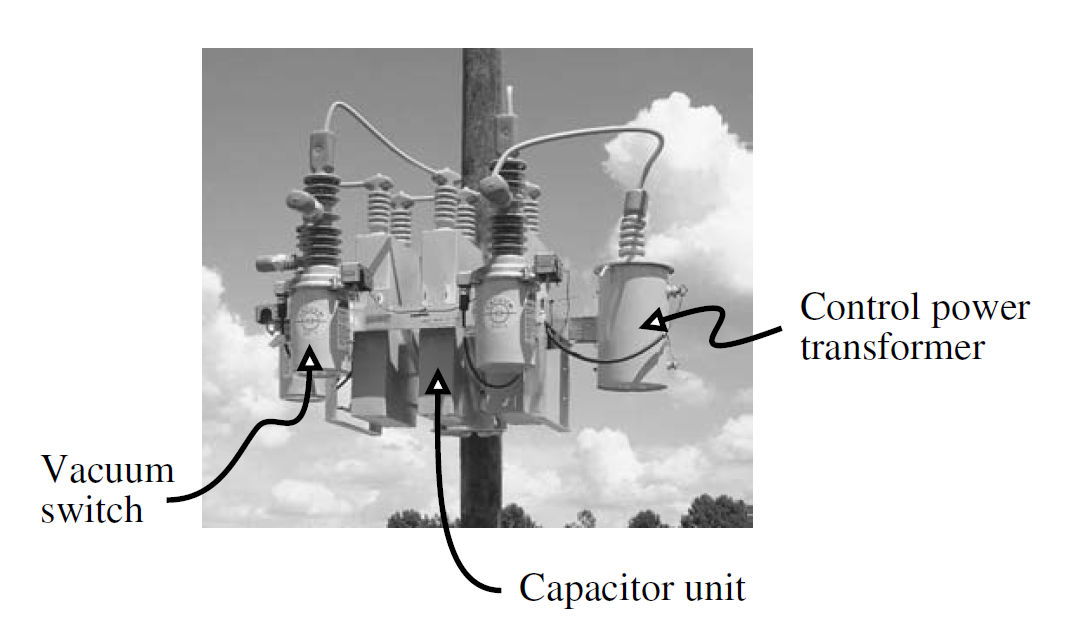 Control power
transformer
Vacuum
switch
Capacitor unit